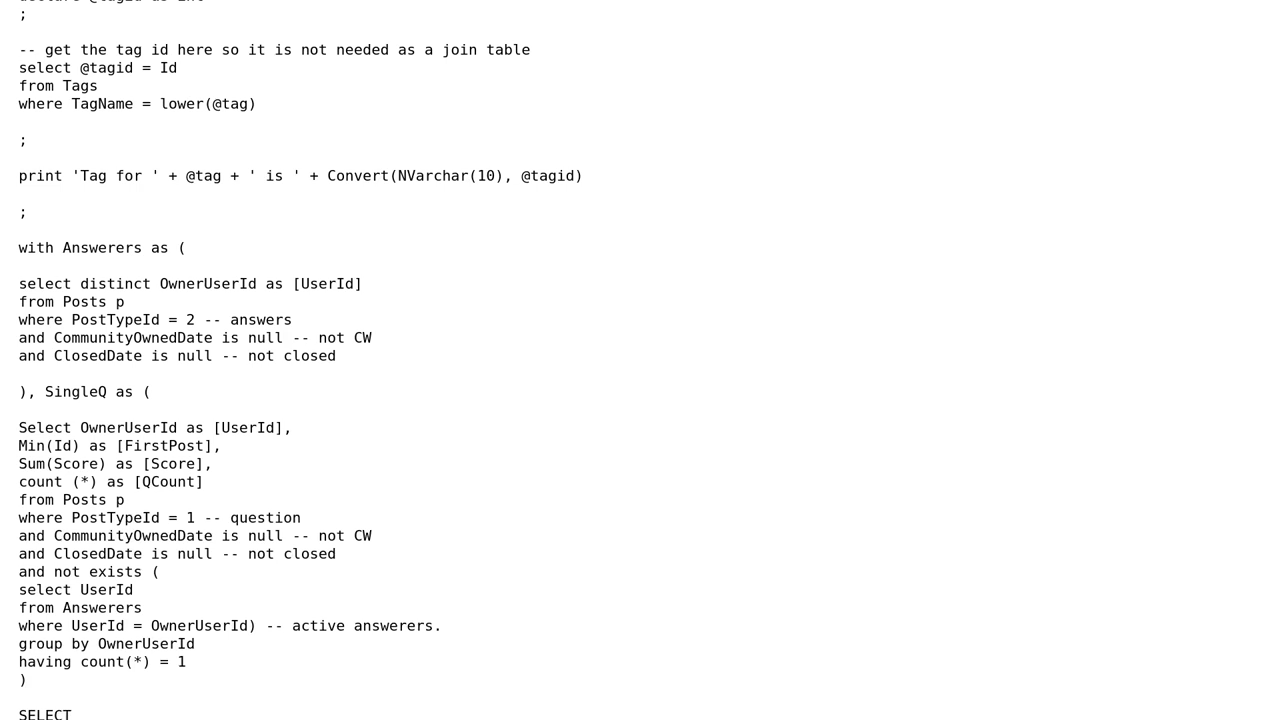 ;
-- get the tag id here so it is not needed as a join table
select @tagid = Id
from Tags
where TagName = lower(@tag)
;
print 'Tag for ' + @tag + ' is ' + Convert(NVarchar(10), @tagid)
;
with Answerers as (
select distinct OwnerUserId as [UserId]
from Posts p
where PostTypeId = 2 -- answers
and CommunityOwnedDate is null -- not CW
and ClosedDate is null -- not closed
), SingleQ as (
Select OwnerUserId as [UserId],
Min(Id) as [FirstPost],
Sum(Score) as [Score],
count (*) as [QCount]
from Posts p
where PostTypeId = 1 -- question
and CommunityOwnedDate is null -- not CW
and ClosedDate is null -- not closed
and not exists (
select UserId
from Answerers
where UserId = OwnerUserId) -- active answerers.
group by OwnerUserId
having count(*) = 1
)
SELECT